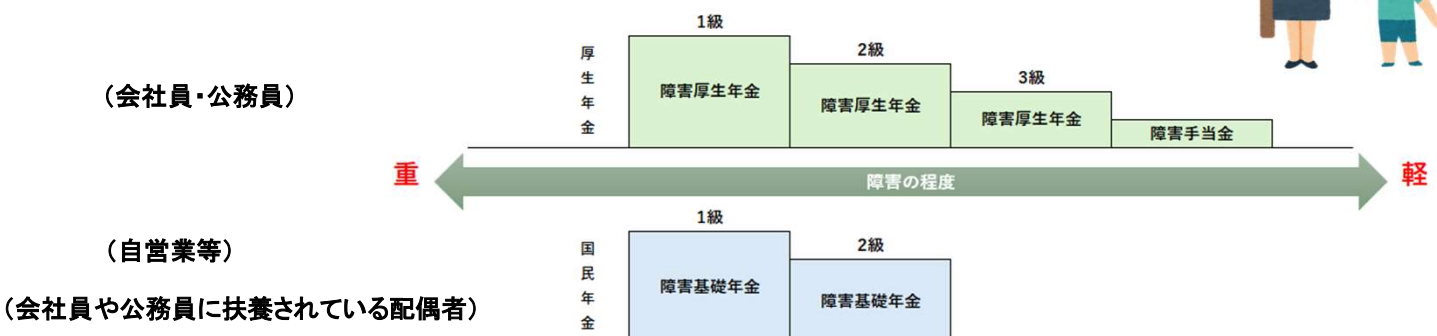 1級
2級
3級
厚生年金
(会社員・公務員)
障害厚生年金
障害厚生年金
障害厚生年金
障害手当金
重
障害の程度
軽
1級
2級
(自営業等)
(会社員や公務員に扶養されている配偶者)
国民年金
障害基礎年金
障害基礎年金